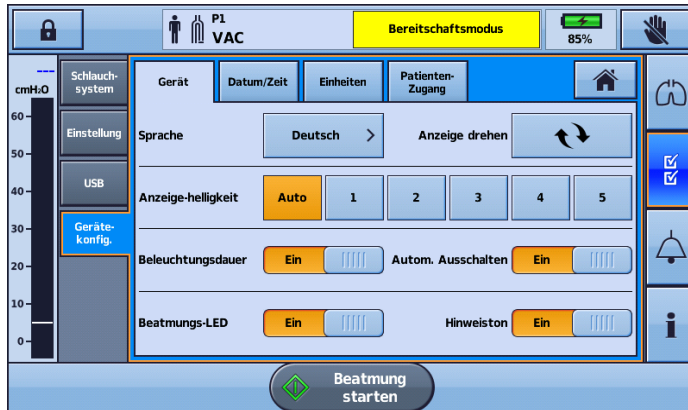 P1
VAC
Bereitschaftsmodus
85%
---
cmH2O
60
50
40
30
20
10
0
Schlauch-
system
Einstellung
USB
Geräte-
konfig.
Gerät
Datum/Zeit
Einheiten
Patienten-
Zugang
Sprache
Deutsch >
Anzeige drehen
Anzeige-helligkeit
Auto
1
2
3
4
5
Beleuchtungsdauer
Ein
Autom. Ausschalten
Ein
Beatmungs-LED
Ein
Hinweiston
Ein
i
Beatmung
starten